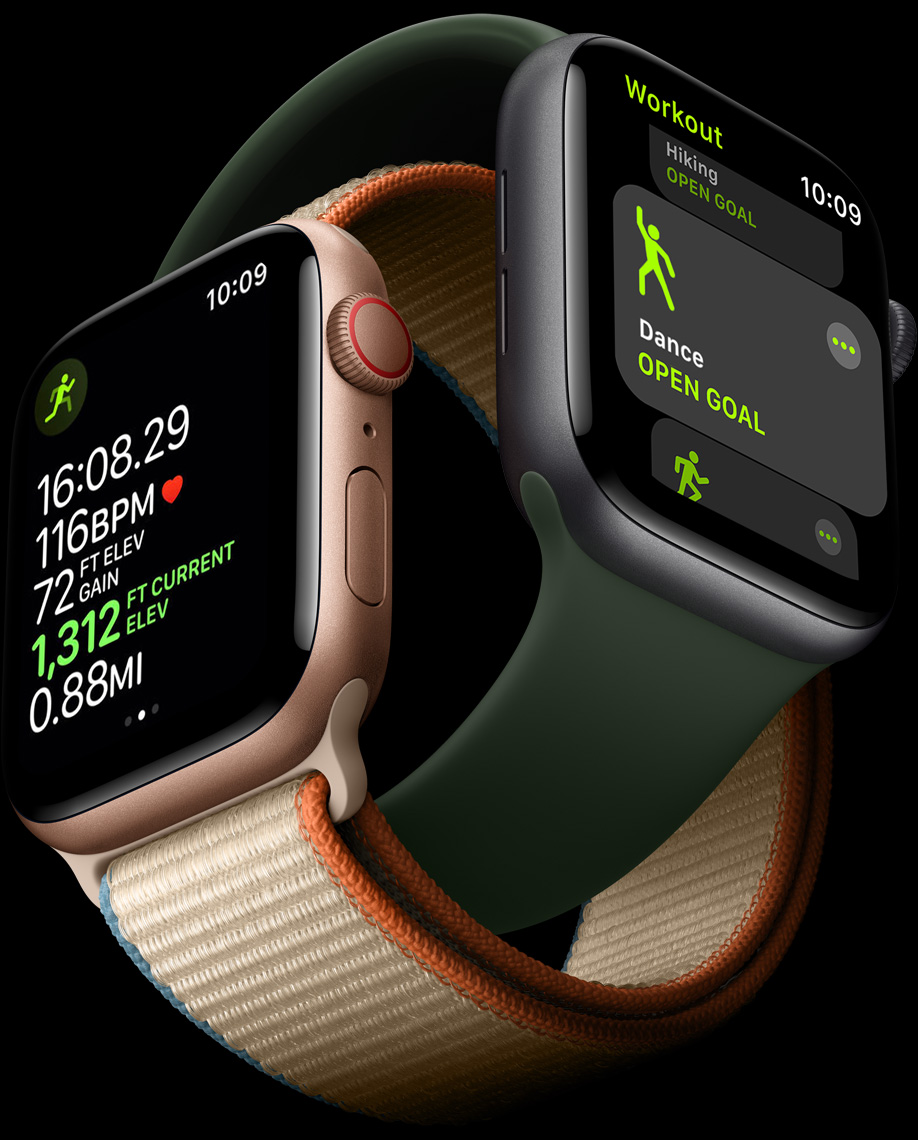 10:09
16:08.29
116BPM
72 FT ELEV
GAIN
1,312 FT CURRENT
ELEV
0.88MI
Workout
10:09
Hiking
OPEN GOAL
Dance
OPEN GOAL